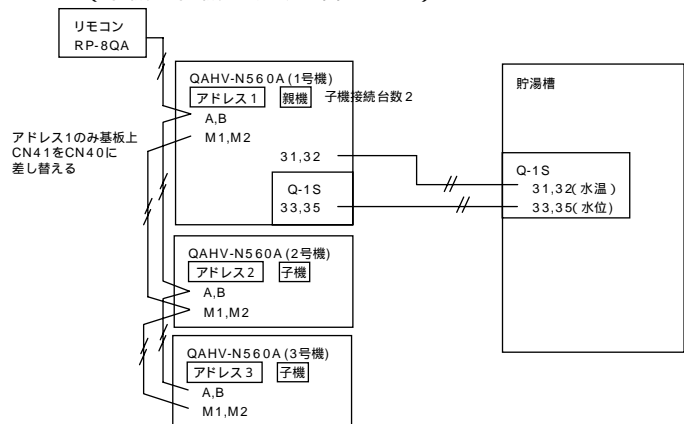 リモコン
RP-8QA
QAHV-N560A(1号機)
アドレス1 親機 子機接続台数2
A,B
M1,M2
31,32
Q-1S
33,35
アドレス1のみ基板上
CN41をCN40に
差し替える
貯湯槽
Q-1S
31,32(水温)
33,35(水位)
QAHV-N560A(2号機)
アドレス2 子機
A,B
M1,M2
QAHV-N560A(3号機)
アドレス3 子機
A,B
M1,M2